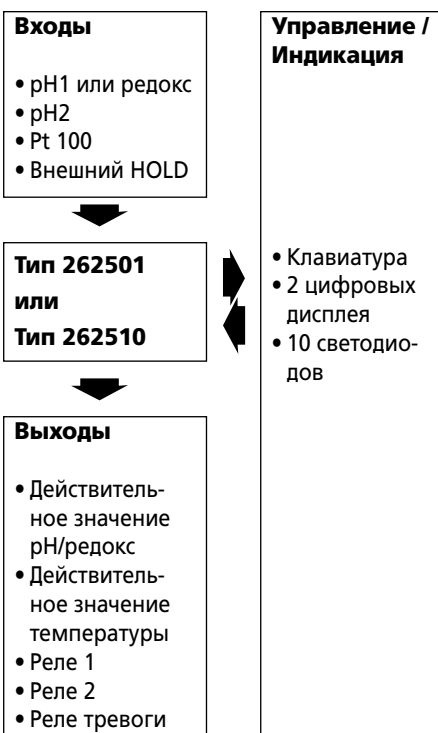 Входы
• pH1 или редокс
• pH2
• Pt 100
• Внешний HOLD
Тип 262501
или
Тип 262510
Выходы
• Действитель-
ное значение
pH/редокс
• Действитель-
ное значение
температуры
• Реле 1
• Реле 2
• Реле тревоги
Управление /
Индикация
• Клавиатура
• 2 цифровых
дисплея
• 10 светодио-
дов